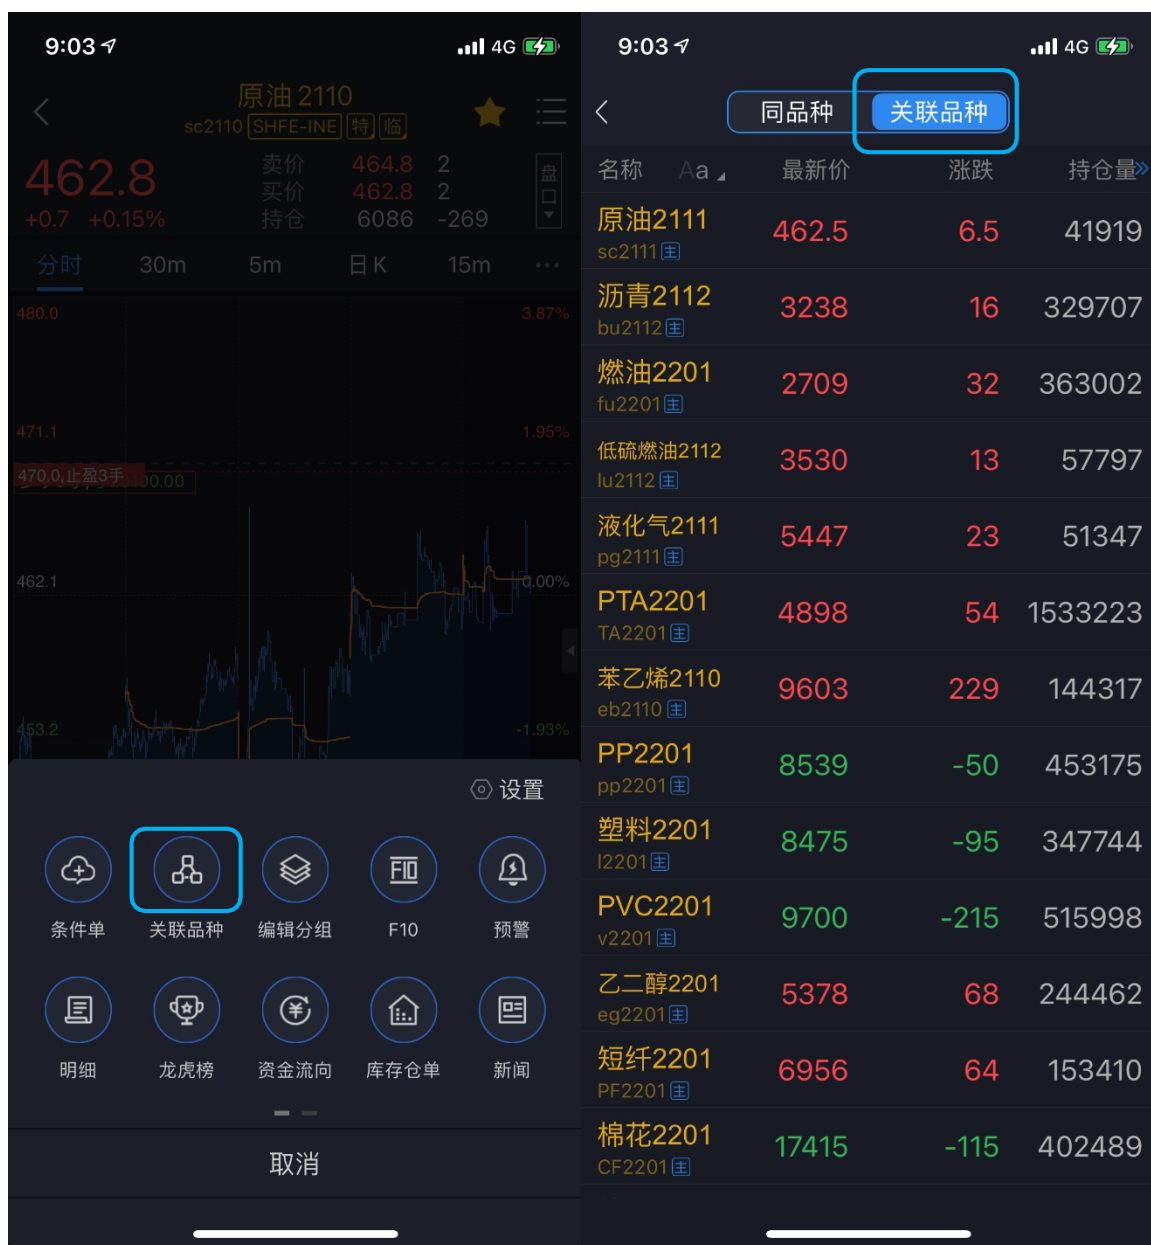 9:03
4G
原油 2110
sc2110 SHFE-INE 特 临
462.8
+0.7 +0.15%
卖价 464.8 2
买价 462.8 2
持仓 6086 -269
盘口
分时 30m 5m 日K 15m ...
480.0 3.87%
471.1 1.95%
470.0,止盈3手
00.00
462.1 0.00%
453.2 -1.93%
设置
条件单 关联品种 编辑分组 F10 预警
明细 龙虎榜 资金流向 库存仓单 新闻
取消
9:03
4G
同品种 关联品种
名称 Aa 最新价 涨跌 持仓量
原油2111 462.5 6.5 41919
sc2111 主
沥青2112 3238 16 329707
bu2112 主
燃油2201 2709 32 363002
fu2201 主
低硫燃油2112 3530 13 57797
lu2112 主
液化气2111 5447 23 51347
pg2111 主
PTA2201 4898 54 1533223
TA2201 主
苯乙烯2110 9603 229 144317
eb2110 主
PP2201 8539 -50 453175
pp2201 主
塑料2201 8475 -95 347744
l2201 主
PVC2201 9700 -215 515998
v2201 主
乙二醇2201 5378 68 244462
eg2201 主
短纤2201 6956 64 153410
PF2201 主
棉花2201 17415 -115 402489
CF2201 主